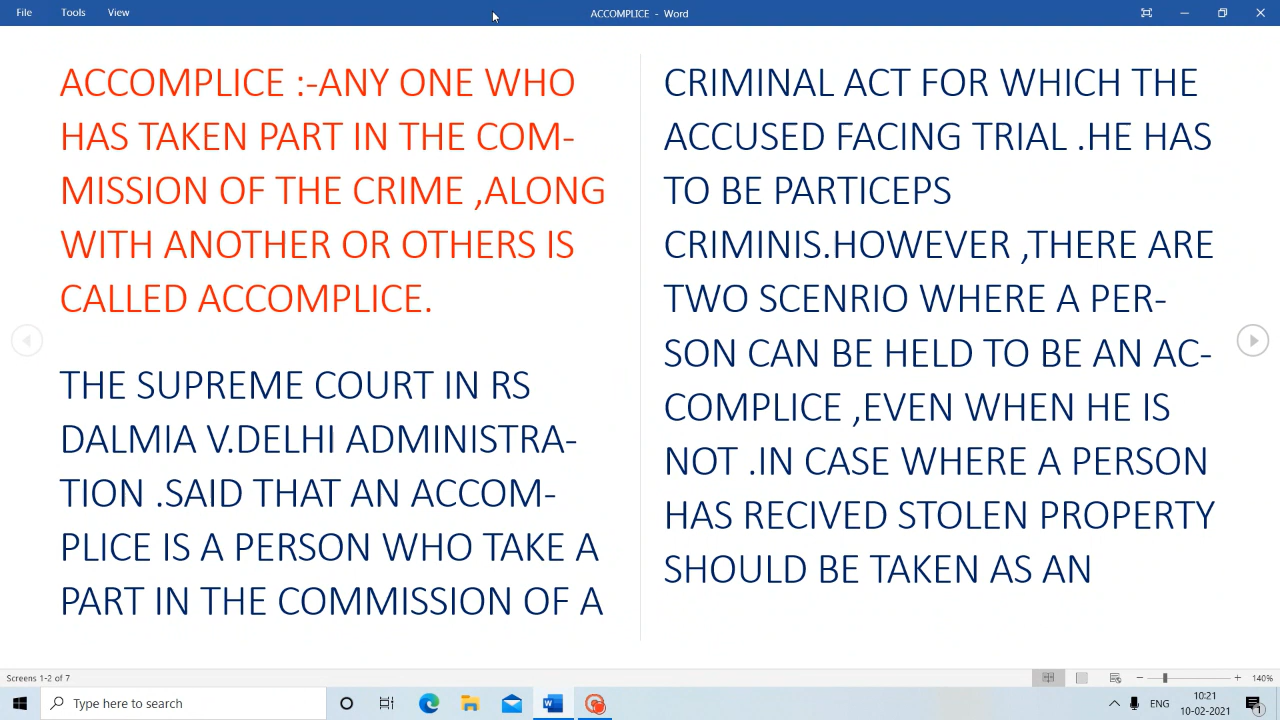 File Tools View
ACCOMPLICE - Word
ACCOMPLICE :-ANY ONE WHO
HAS TAKEN PART IN THE COM-
MISSION OF THE CRIME ,ALONG
WITH ANOTHER OR OTHERS IS
CALLED ACCOMPLICE.
THE SUPREME COURT IN RS
DALMIA V.DELHI ADMINISTRA-
TION .SAID THAT AN ACCOM-
PLICE IS A PERSON WHO TAKE A
PART IN THE COMMISSION OF A
CRIMINAL ACT FOR WHICH THE
ACCUSED FACING TRIAL .HE HAS
TO BE PARTICEPS
CRIMINIS.HOWEVER ,THERE ARE
TWO SCENRIO WHERE A PER-
SON CAN BE HELD TO BE AN AC-
COMPLICE ,EVEN WHEN HE IS
NOT .IN CASE WHERE A PERSON
HAS RECIVED STOLEN PROPERTY
SHOULD BE TAKEN AS AN
Screens 1-2 of 7
140%
Type here to search
ENG
10:21
10-02-2021
1